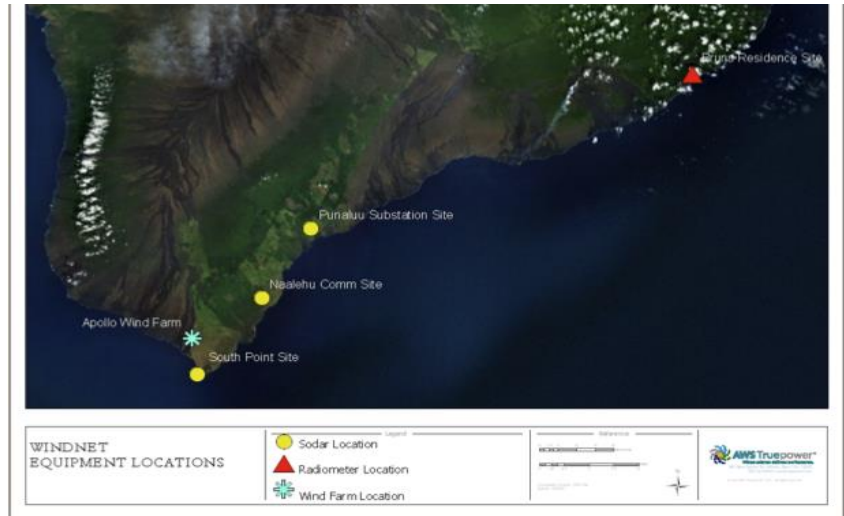 Bruna Residence Site
Punaluu Substation Site
Naalehu Comm Site
Apollo Wind Farm
South Point Site
WINDNET
EQUIPMENT LOCATIONS
Legend
Sodar Location
Radiometer Location
Wind Farm Location
Reference
AWS Truepower